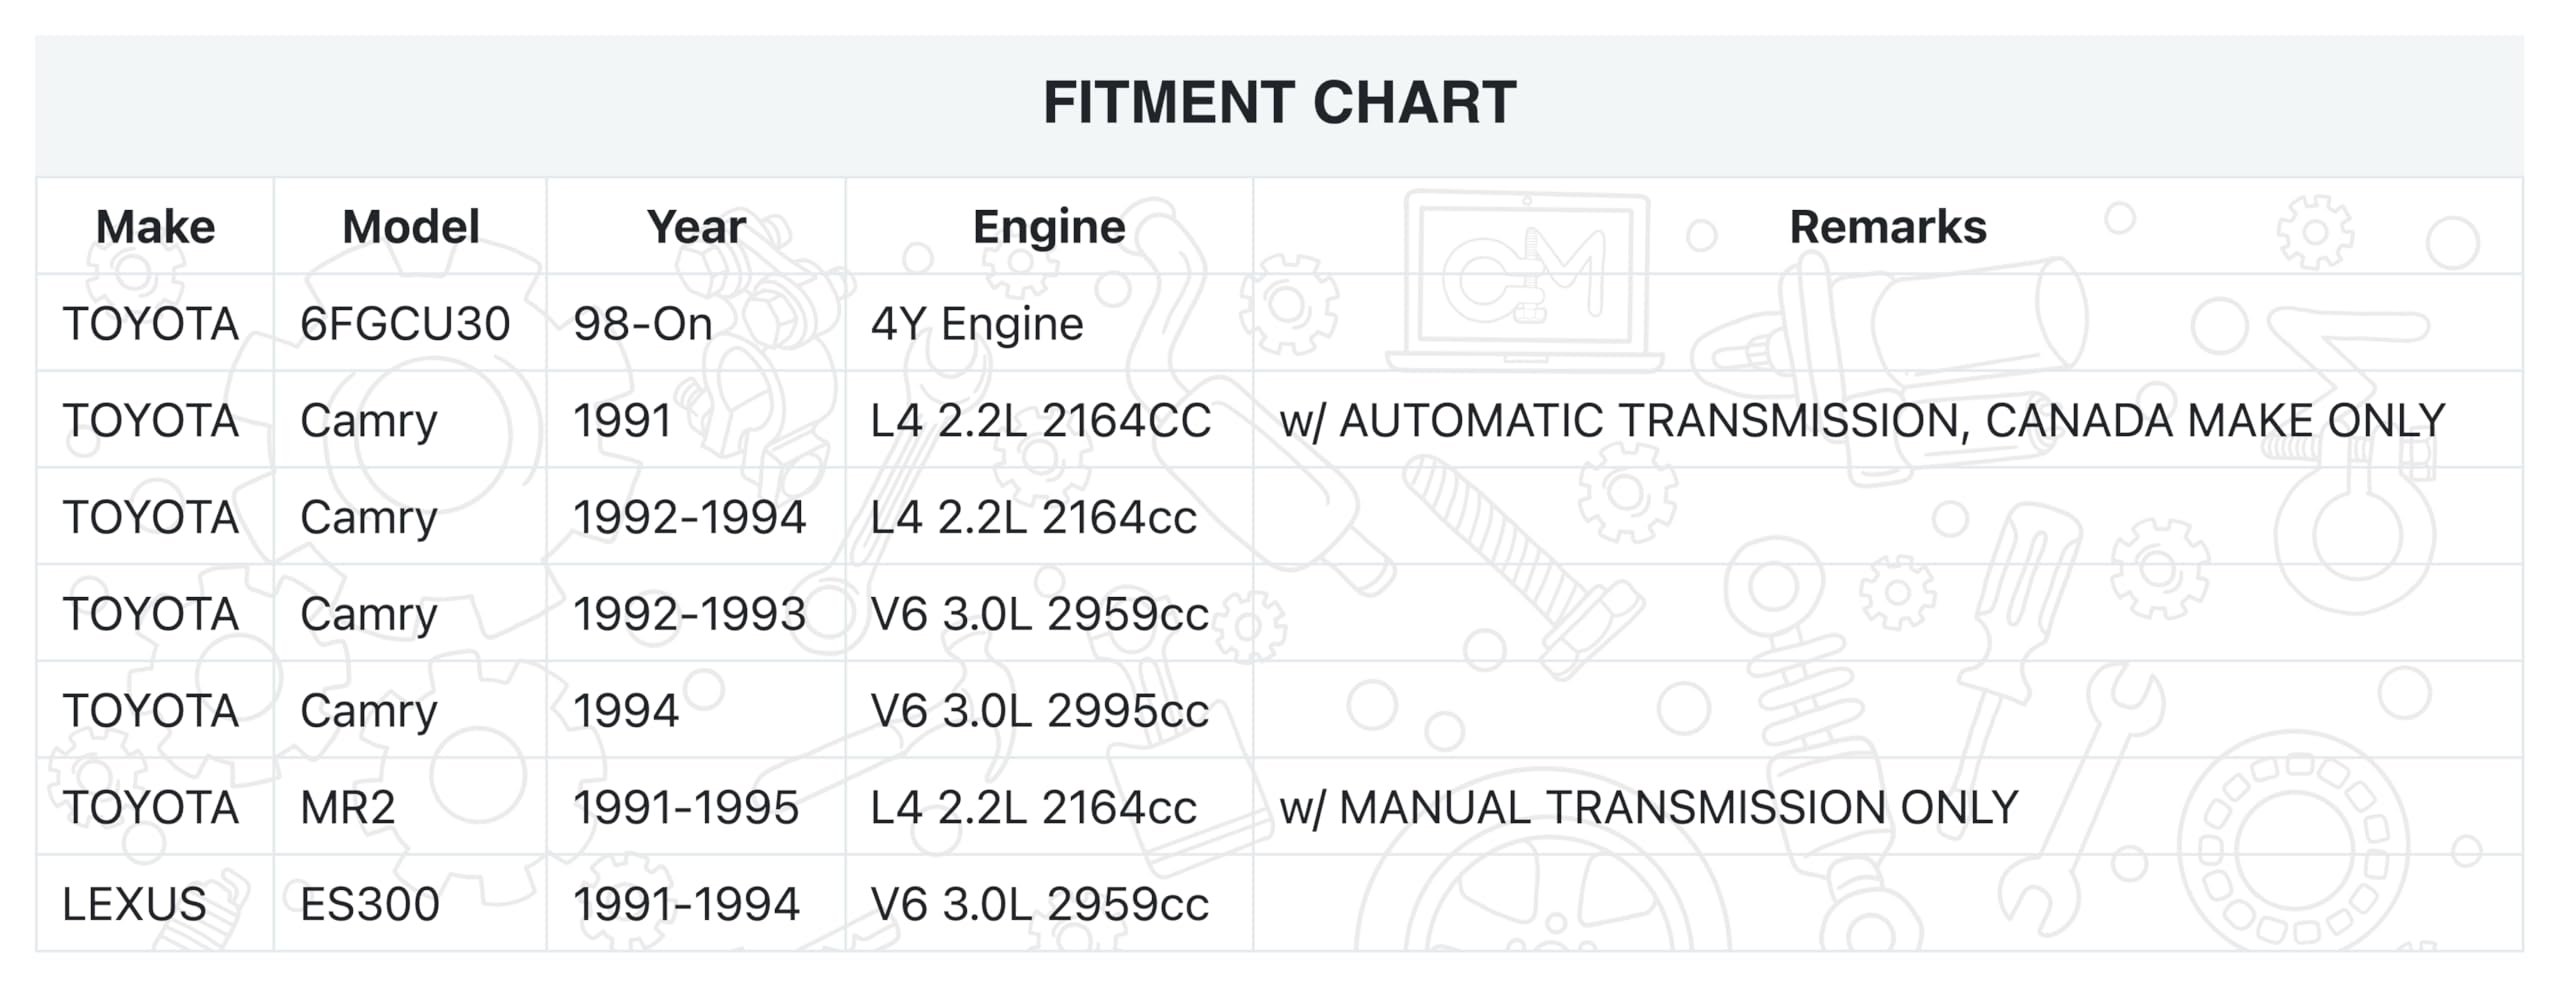 FITMENT CHART
Make Model Year Engine Remarks
TOYOTA 6FGCU30 98-On 4Y Engine
TOYOTA Camry 1991 L4 2.2L 2164CC w/ AUTOMATIC TRANSMISSION, CANADA MAKE ONLY
TOYOTA Camry 1992-1994 L4 2.2L 2164cc
TOYOTA Camry 1992-1993 V6 3.0L 2959cc
TOYOTA Camry 1994 V6 3.0L 2995cc
TOYOTA MR2 1991-1995 L4 2.2L 2164cc w/ MANUAL TRANSMISSION ONLY
LEXUS ES300 1991-1994 V6 3.0L 2959cc